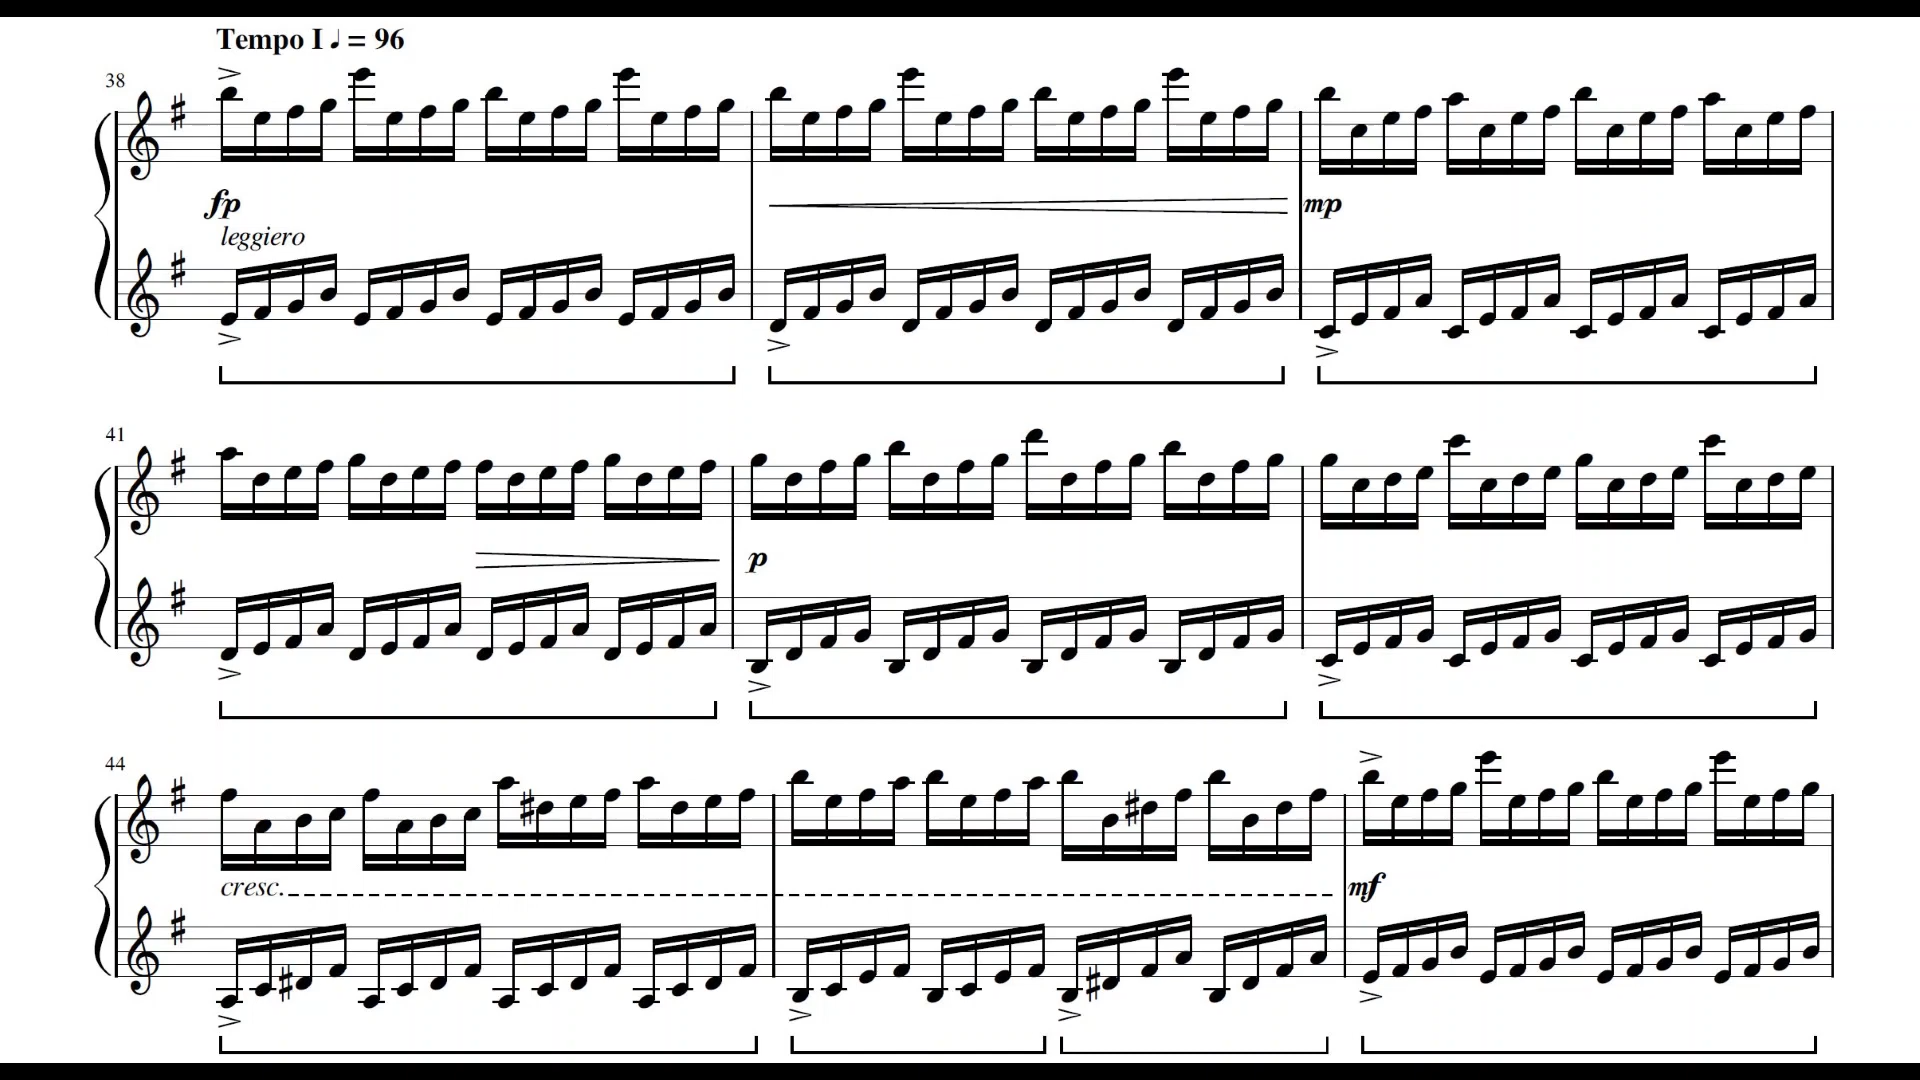 Tempo I ♩ = 96
38
fp
mp
leggiero
41
p
44
cresc.
mf